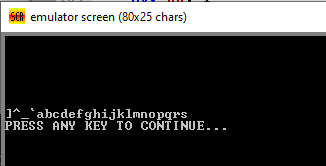 emulator screen (80x25 chars)
]^_`abcdefghijklmnopqrs
PRESS ANY KEY TO CONTINUE...